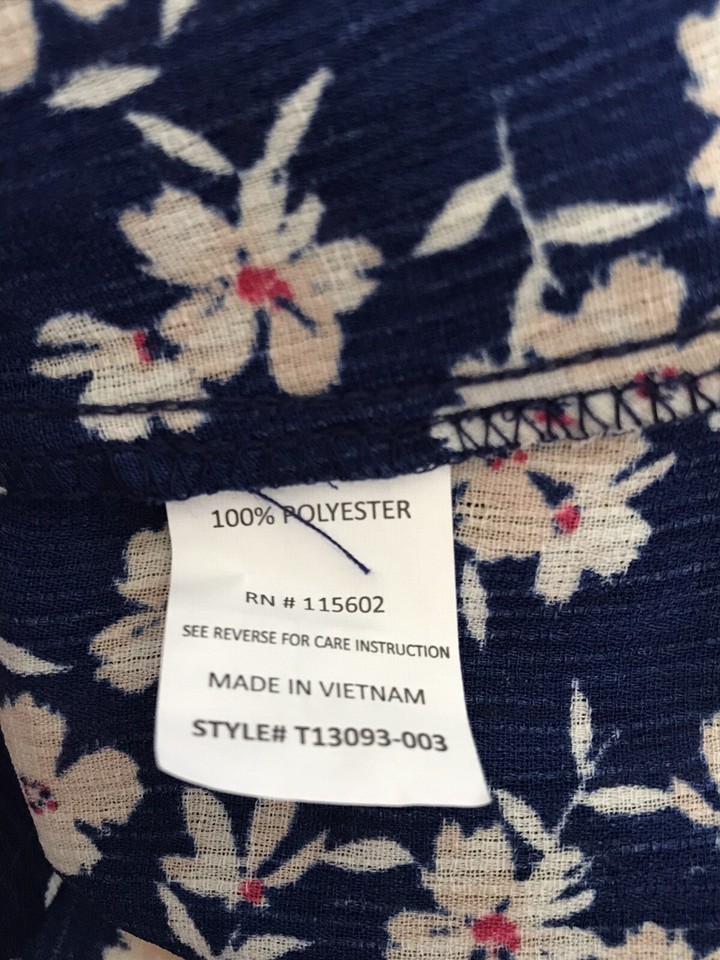 100% POLYESTER
RN # 115602
SEE REVERSE FOR CARE INSTRUCTION
MADE IN VIETNAM
STYLE# T13093-003